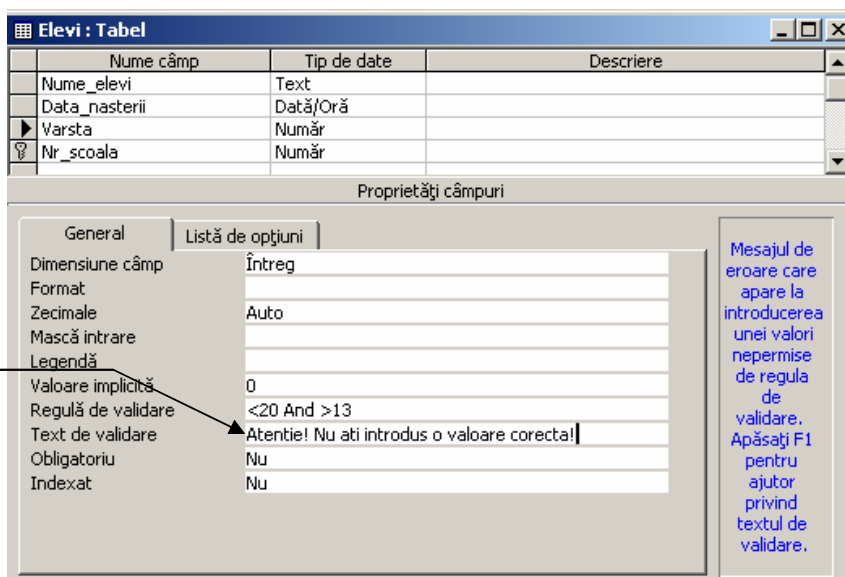 Elevi : Tabel
Nume câmp Tip de date Descriere
Nume_elevi Text
Data_nasterii Dată/Oră
Varsta Număr
Nr_scoala Număr
Proprietăţi câmpuri
General Listă de opţiuni
Dimensiune câmp Întreg
Format
Zecimale Auto
Mască intrare
Legendă
Valoare implicită 0
Regulă de validare <20 And >13
Text de validare Atentie! Nu ati introdus o valoare corecta!
Obligatoriu Nu
Indexat Nu
Mesajul de
eroare care
apare la
introducerea
unei valori
nepermise
de regula
de
validare.
Apăsaţi F1
pentru
ajutor
privind
textul de
validare.